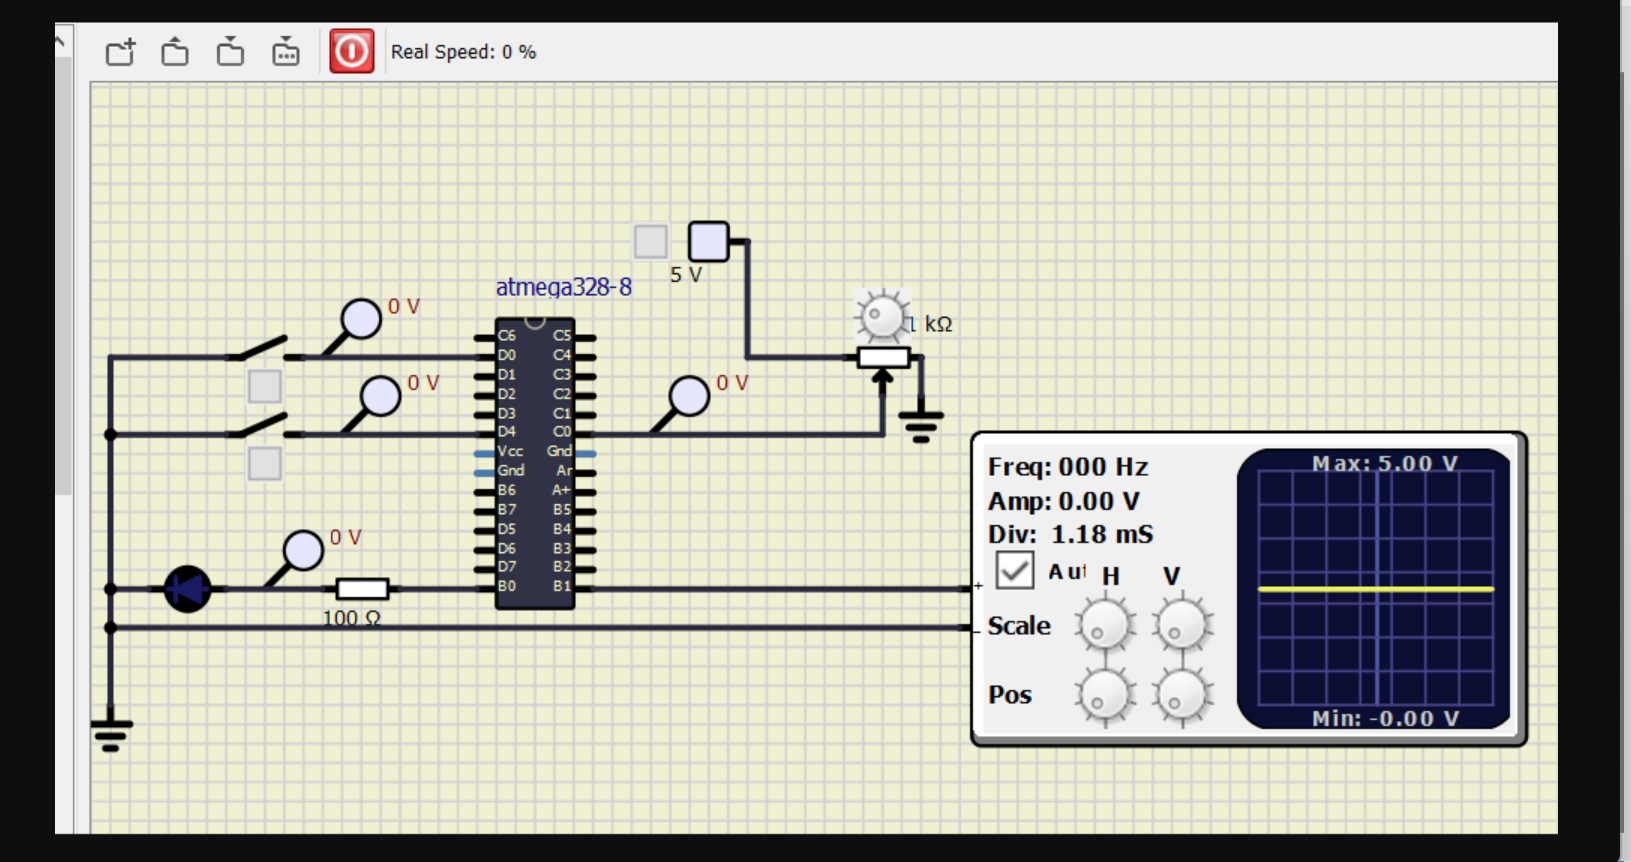 Real Speed: 0 %
5 V
atmega328-8
0 V
1 kΩ
0 V
0 V
C6 C5
D0 C4
D1 C3
D2 C2
D3 C1
D4 C0
Vcc Gnd
Gnd Ar
B6 A+
B7 B5
D5 B4
D6 B3
D7 B2
B0 B1
0 V
100 Ω
Freq: 000 Hz
Amp: 0.00 V
Div: 1.18 mS
Aut H V
+
Scale
-
Pos
Max: 5.00 V
Min: -0.00 V